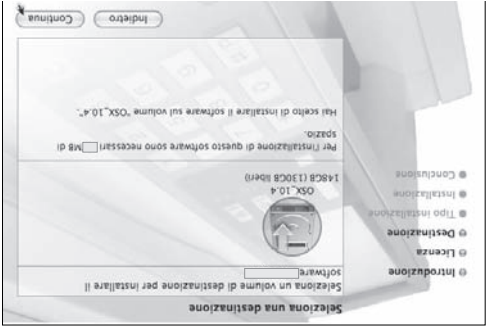 Seleziona una destinazione
Introduzione
Licenza
Destinazione
Tipo installazione
Installazione
Conclusione
Seleziona un volume di destinazione per installare il
software
OSX_10.4
148GB (130GB liberi)
Per l'installazione di questo software sono necessari MB di
spazio.
Hai scelto di installare il software sul volume "OSX_10.4".
Indietro
Continua